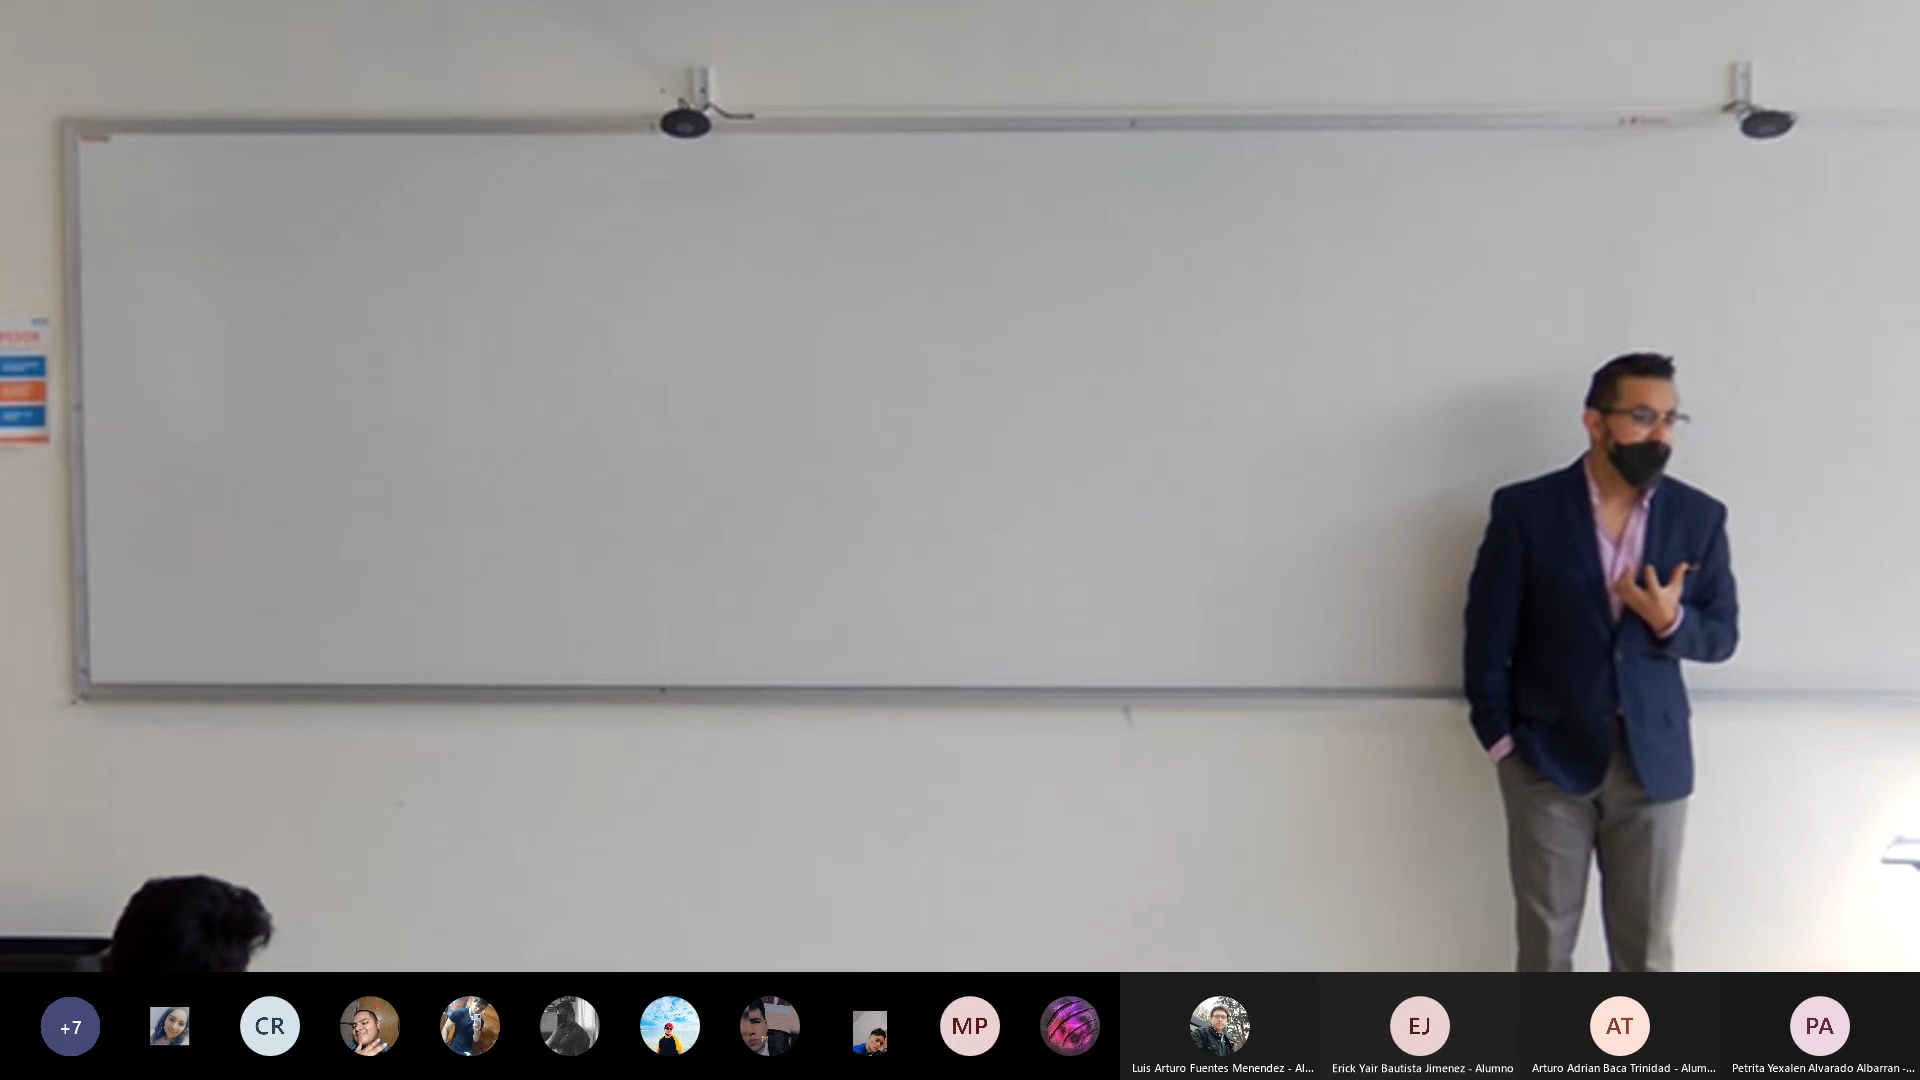 +7
CR
MP
EJ
AT
PA
Luis Arturo Fuentes Menendez - Al...
Erick Yair Bautista Jimenez - Alumno
Arturo Adrian Baca Trinidad - Alum...
Petrita Yexalen Alvarado Albarran -...